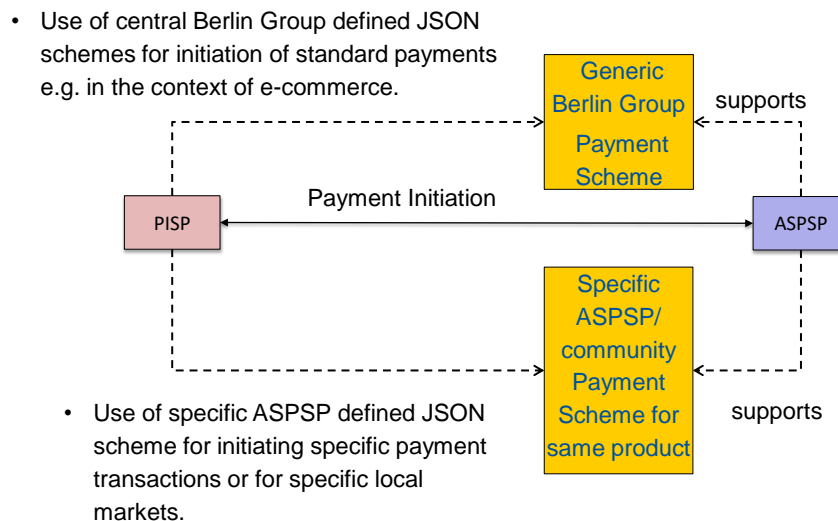 • Use of central Berlin Group defined JSON
schemes for initiation of standard payments
e.g. in the context of e-commerce.
Generic
Berlin Group
Payment
Scheme
supports
Payment Initiation
PISP
ASPSP
Specific
ASPSP/
community
Payment
Scheme for
same product
supports
• Use of specific ASPSP defined JSON
scheme for initiating specific payment
transactions or for specific local
markets.